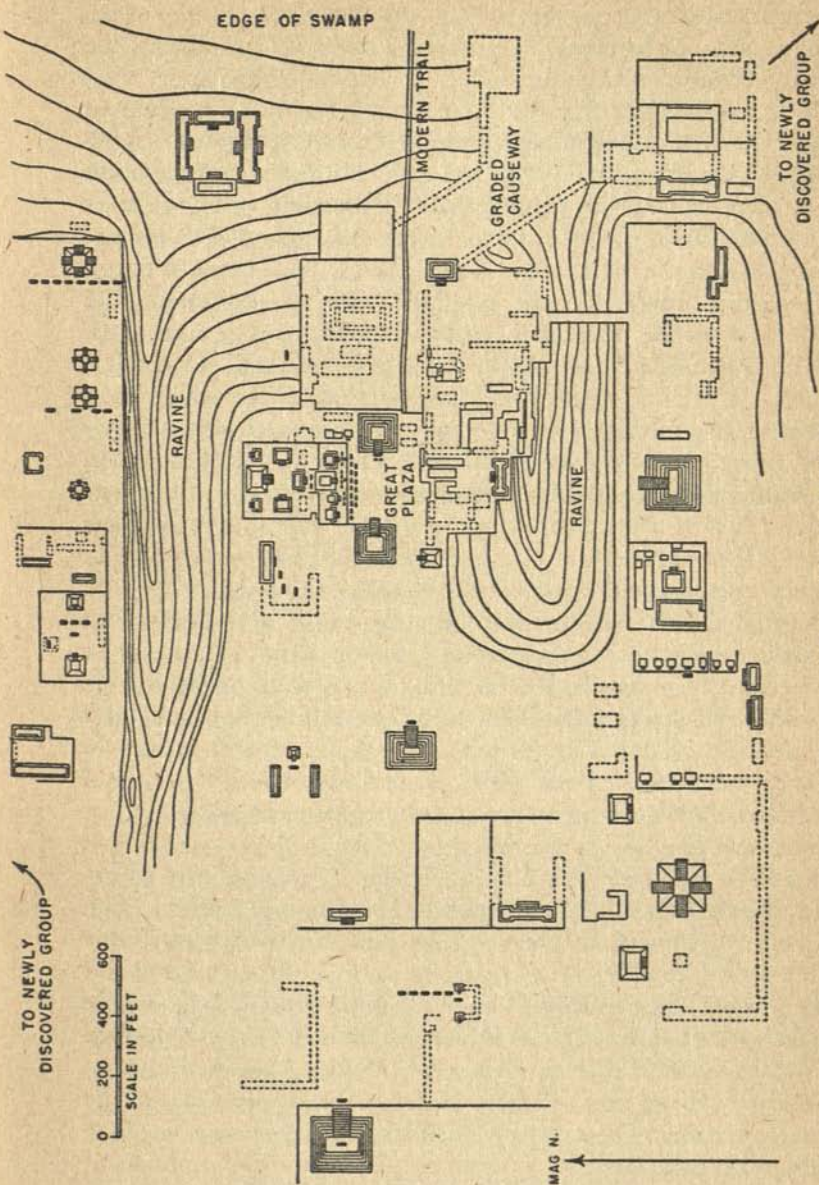 EDGE OF SWAMP
MODERN TRAIL
GRADED
CAUSEWAY
TO NEWLY
DISCOVERED GROUP
RAVINE
GREAT
PLAZA
RAVINE
TO NEWLY
DISCOVERED GROUP
0 200 400 600
SCALE IN FEET
MAG N.